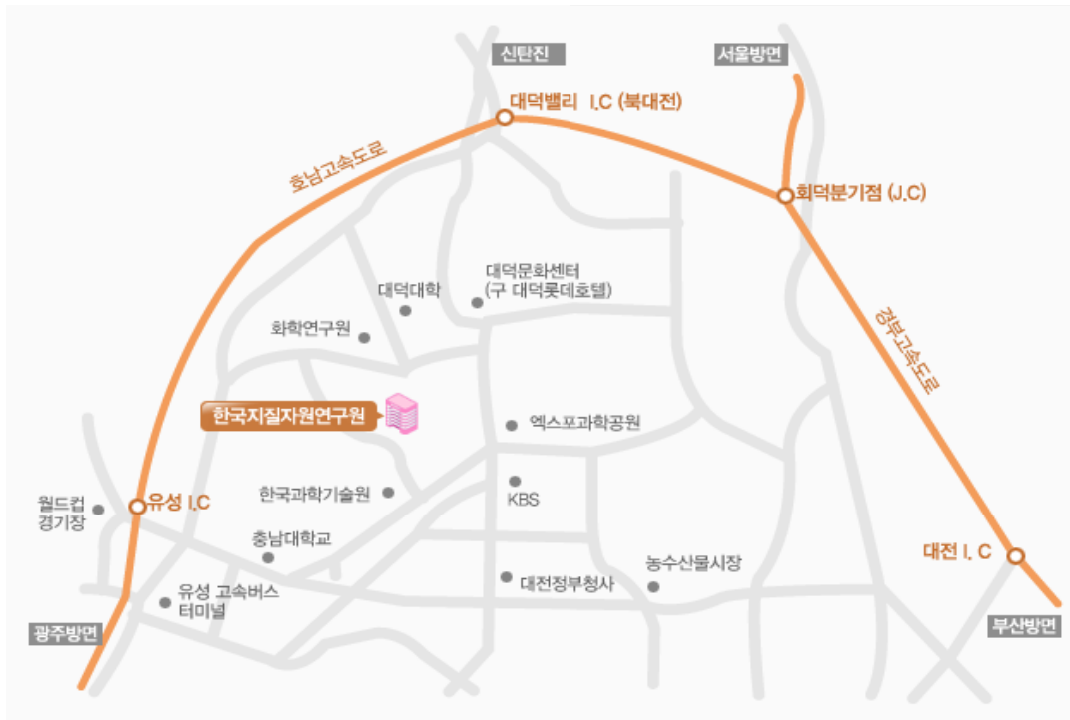 신탄진
서울방면
대덕밸리 I.C (북대전)
호남고속도로
회덕분기점 (J.C)
대덕문화센터
(구 대덕롯데호텔)
대덕대학
화학연구원
경부고속도로
한국지질자원연구원
엑스포과학공원
한국과학기술원
KBS
유성 I.C
월드컵
경기장
충남대학교
대전 I. C
농수산물시장
대전정부청사
유성 고속버스
터미널
광주방면
부산방면